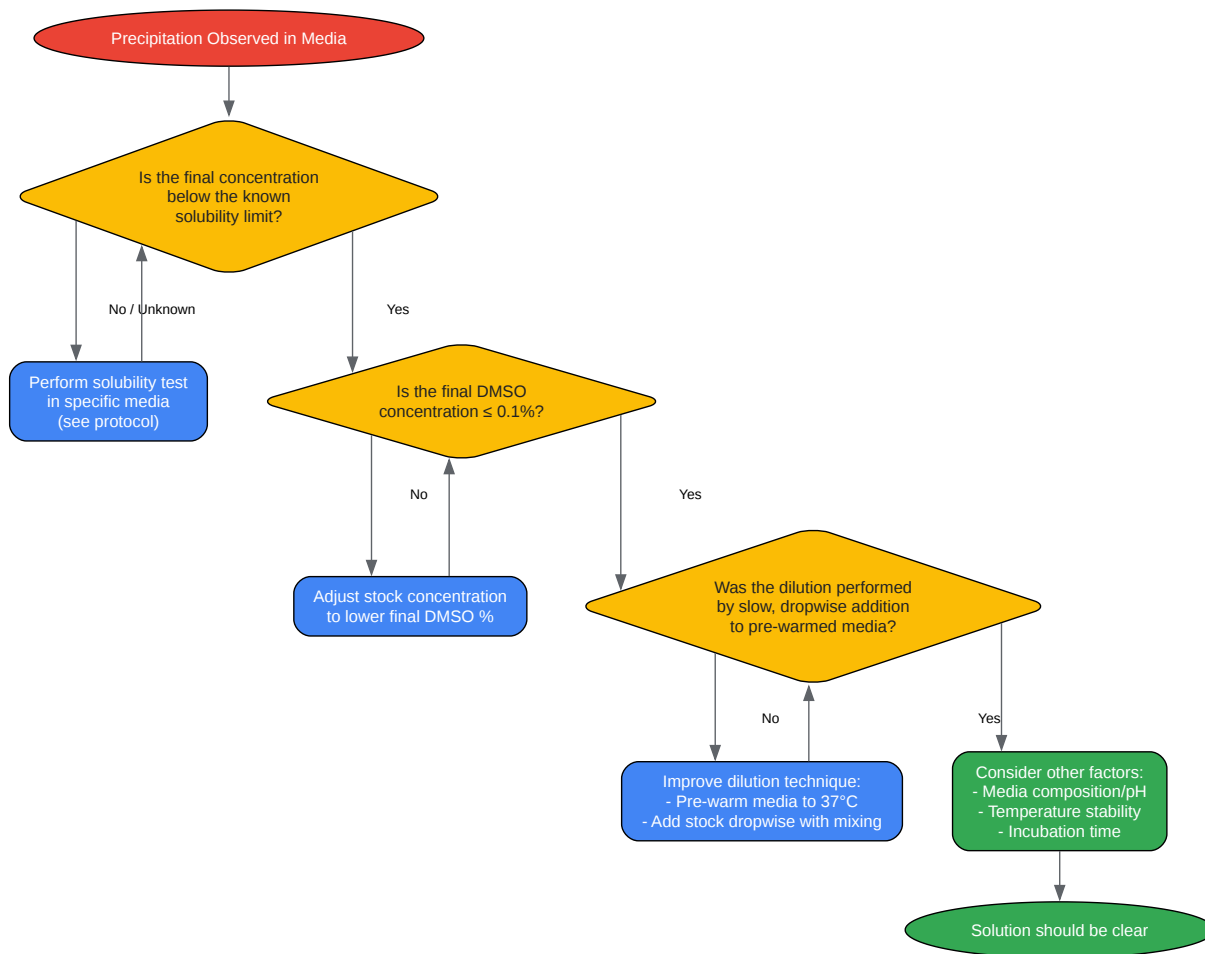 Precipitation Observed in Media
Is the final concentration
below the known
solubility limit?
No / Unknown
Yes
Perform solubility test
in specific media
(see protocol)
Is the final DMSO
concentration ≤ 0.1%?
No
Yes
Adjust stock concentration
to lower final DMSO %
Was the dilution performed
by slow, dropwise addition
to pre-warmed media?
No
Yes
Improve dilution technique:
- Pre-warm media to 37°C
- Add stock dropwise with mixing
Consider other factors:
- Media composition/pH
- Temperature stability
- Incubation time
Solution should be clear